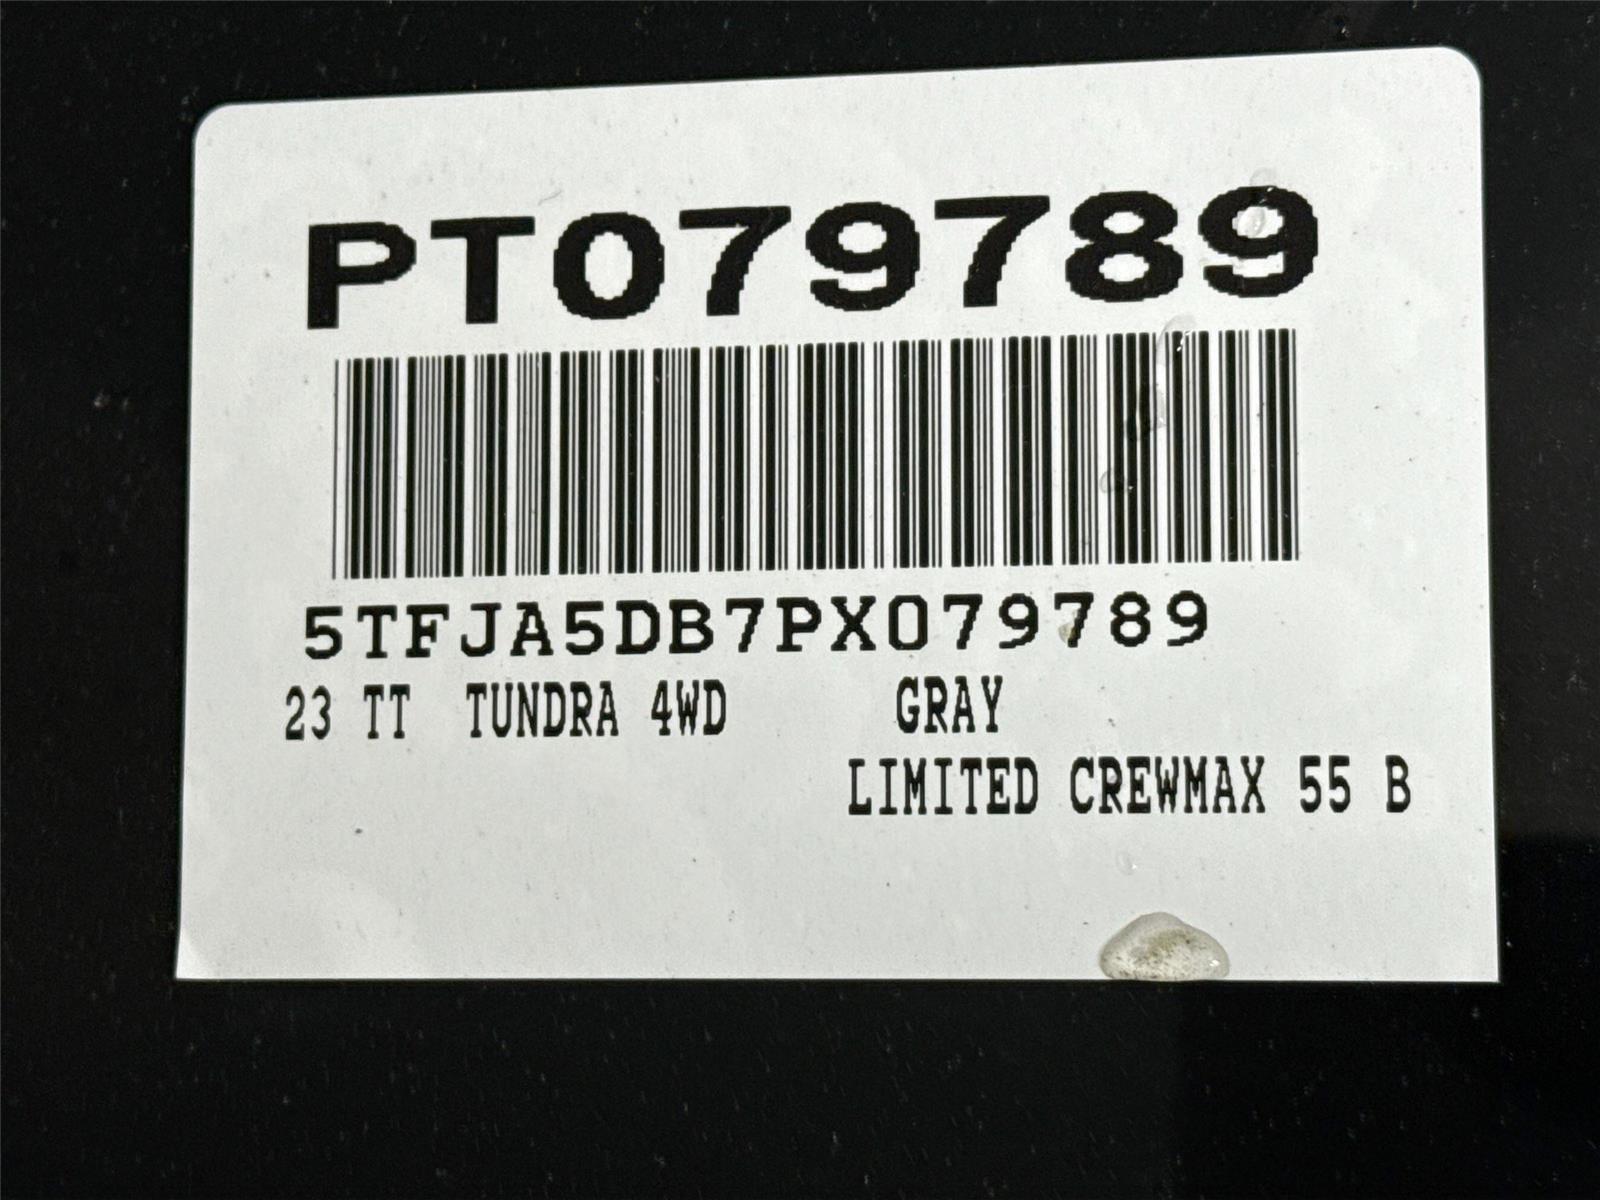 PT079789
5TFJA5DB7PX079789
23 TT TUNDRA 4WD GRAY
LIMITED CREWMAX 55 B